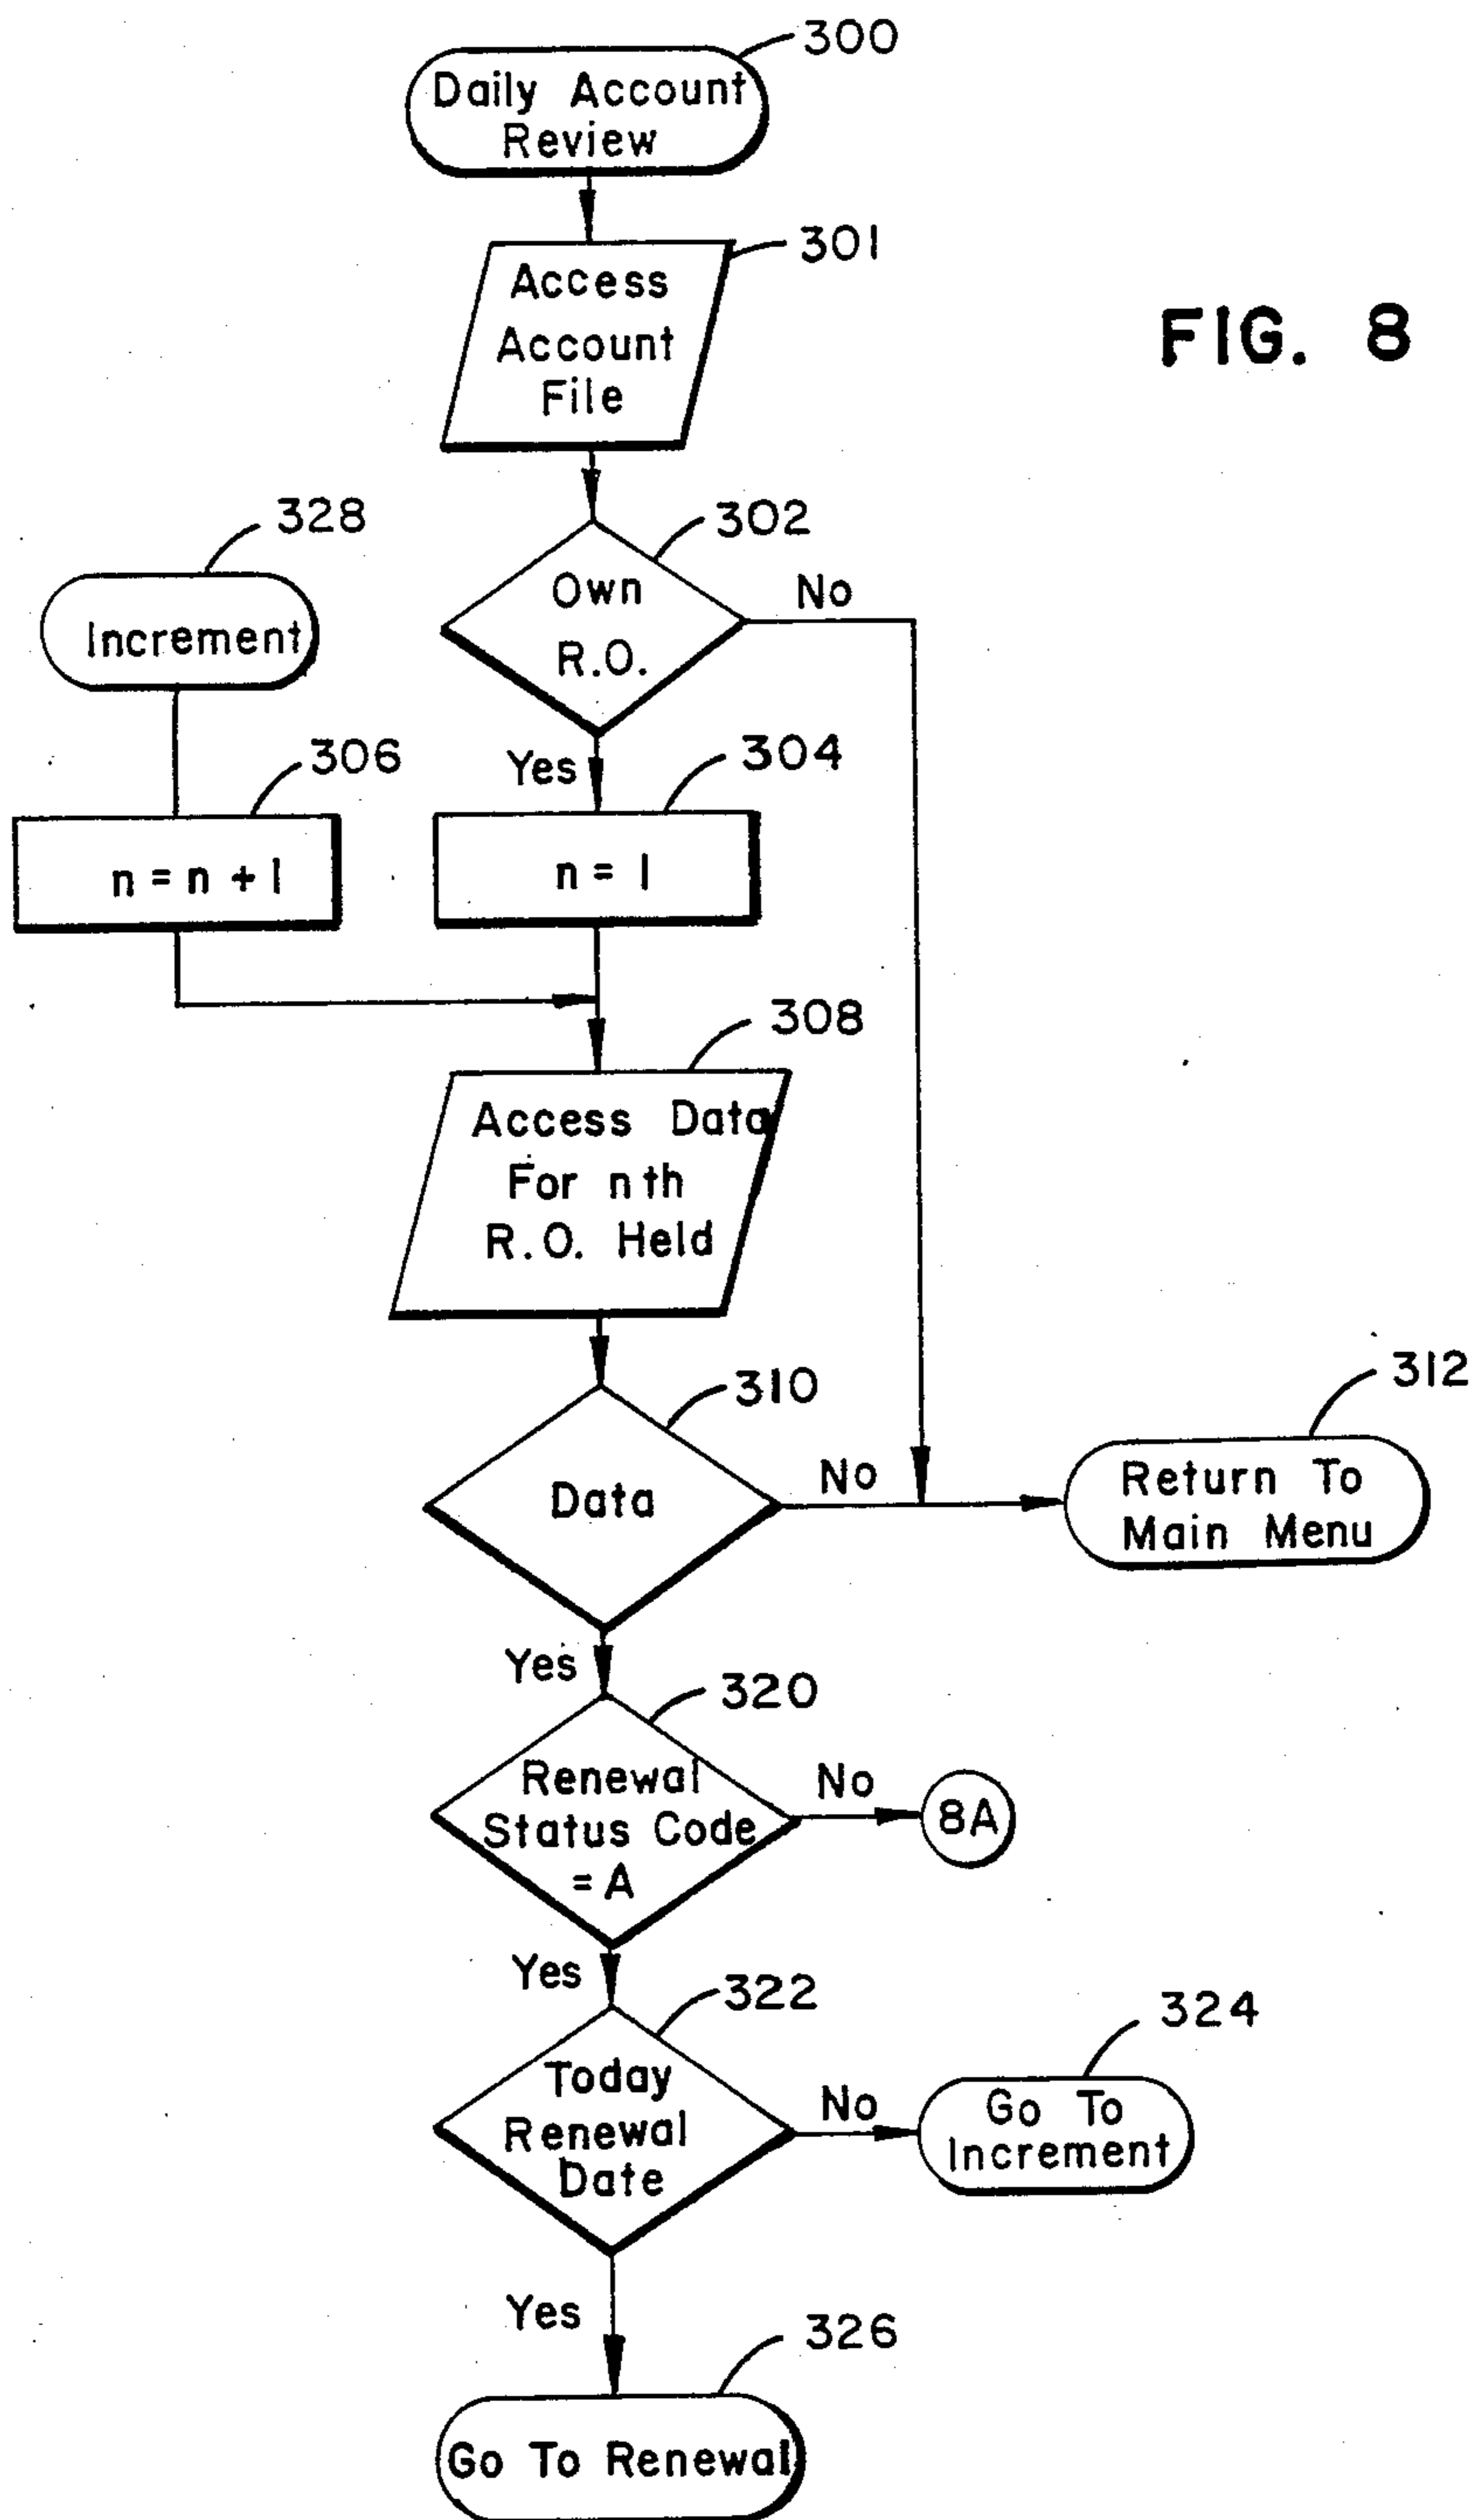 300
Daily Account
Review
301
Access
Account
File
FIG. 8
328
Increment
302
Own
R.O.
No
306
n = n + 1
Yes
304
n = 1
308
Access Data
For nth
R.O. Held
310
Data
No
312
Return To
Main Menu
Yes
320
Renewal
Status Code
= A
No
8A
Yes
322
Today
Renewal
Date
No
324
Go To
Increment
Yes
326
Go To Renewal